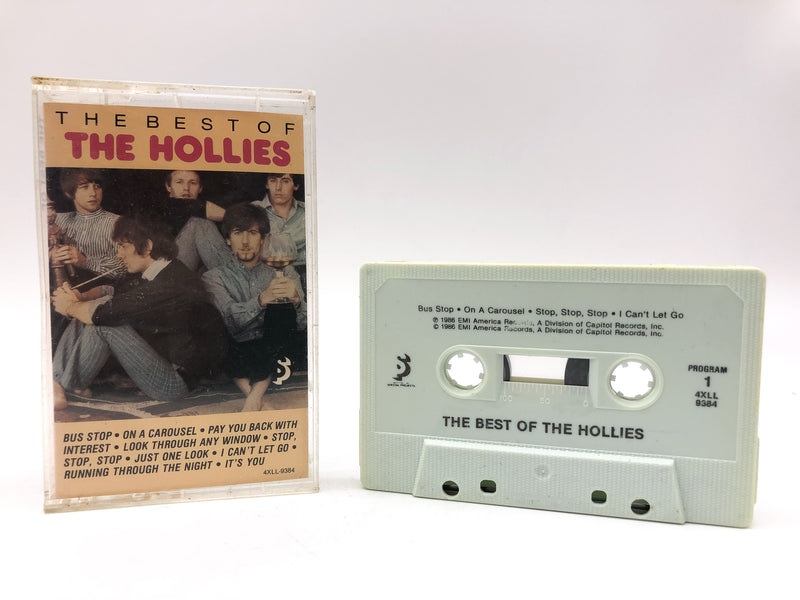 THE BEST OF
THE HOLLIES
BUS STOP • ON A CAROUSEL • PAY YOU BACK WITH
INTEREST • LOOK THROUGH ANY WINDOW • STOP,
STOP, STOP • JUST ONE LOOK • I CAN'T LET GO •
RUNNING THROUGH THE NIGHT • IT'S YOU
4XLL-9384
Bus Stop • On A Carousel • Stop, Stop, Stop • I Can't Let Go
℗ 1986 EMI America Records, A Division of Capitol Records, Inc.
© 1986 EMI America Records, A Division of Capitol Records, Inc.
PROGRAM
1
4XLL
9384
100 50 0
THE BEST OF THE HOLLIES